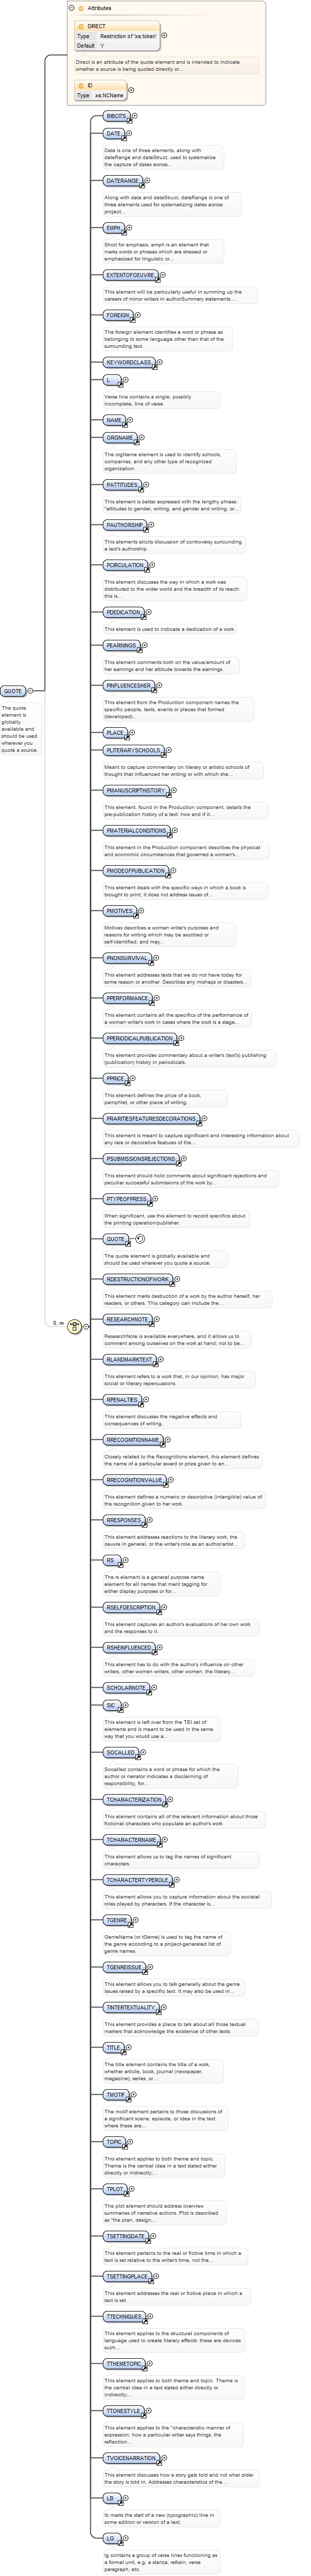 Attributes
DIRECT
Type Restriction of 'xs:token'
Default Y
Direct is an attribute of the quote element and is intended to indicate
whether a source is being quoted directly or...
ID
Type xs:NCName
BIBCITS
DATE
Date is one of three elements, along with
dateRange and dateStruct, used to systematize
the capture of dates across...
DATERANGE
Along with date and dateStruct, dateRange is one of
three elements used for systematizing dates across
project...
EMPH
Short for emphasis, emph is an element that
marks words or phrases which are stressed or
emphasized for linguistic or...
EXTENTOFOEUVRE
This element will be particularly useful in summing up the
careers of minor writers in authorSummary statements....
FOREIGN
The foreign element identifies a word or phrase as
belonging to some language other than that of the
surrounding text.
KEYWORDCLASS
L
Verse line contains a single, possibly
incomplete, line of verse.
NAME
ORGNAME
The orgName element is used to identify schools,
companies, and any other type of recognized
organization.
PATTITUDES
This element is better expressed with the lengthy phrase:
"attitudes to gender, writing, and gender and writing, or...
PAUTHORSHIP
This elements elicits discussion of controversy surrounding
a text's authorship.
PCIRCULATION
This element discusses the way in which a work was
distributed to the wider world and the breadth of its reach:
this is...
PDEDICATION
This element is used to indicate a dedication of a work.
PEARNINGS
This element comments both on the value/amount of
her earnings and her attitude towards the earnings.
PINFLUENCESHER
This element from the Production component names the
specific people, texts, events or places that formed
(developed)...
PLACE
PLITERARYSCHOOLS
Meant to capture commentary on literary or artistic schools of
thought that influenced her writing or with which she...
PMANUSCRIPTHISTORY
This element, found in the Production component, details the
pre-publication history of a text: how and if it...
PMATERIALCONDITIONS
This element in the Production component describes the physical
and economic circumstances that governed a woman's...
PMODEOFPUBLICATION
This element deals with the specific ways in which a book is
brought to print; it does not address issues of...
PMOTIVES
Motives describes a woman writer's purposes and
reasons for writing which may be ascribed or
self-identified, and may...
PNONSURVIVAL
This element addresses texts that we do not have today for
some reason or another. Describes any mishaps or disasters...
PPERFORMANCE
This element contains all the specifics of the performance of
a woman writer's work in cases where the work is a stage...
PPERIODICALPUBLICATION
This element provides commentary about a writer's (text's) publishing
(publication) history in periodicals.
PPRICE
This element defines the price of a book,
pamphlet, or other piece of writing.
PRARITIESFEATURESDECORATIONS
This element is meant to capture significant and interesting information about
any rare or decorative features of the...
PSUBMISSIONSREJECTIONS
This element should hold comments about significant rejections and
peculiar successful submissions of the work by...
PTYPEOFPRESS
When significant, use this element to record specifics about
the printing operation/publisher.
QUOTE
The quote element is globally available and
should be used wherever you quote a source.
RDESTRUCTIONOFWORK
This element marks destruction of a work by the author herself, her
readers, or others. This category can include the...
RESEARCHNOTE
ResearchNote is available everywhere, and it allows us to
comment among ourselves on the work at hand; not to be...
RLANDMARKTEXT
This element refers to a work that, in our opinion, has major
social or literary repercussions.
RPENALTIES
This element discusses the negative effects and
consequences of writing.
RRECOGNITIONNAME
Closely related to the Recognitions element, this element defines
the name of a particular award or prize given to an...
RRECOGNITIONVALUE
This element defines a numeric or descriptive (intangible) value of
the recognition given to her work.
RRESPONSES
This element addresses reactions to the literary work, the
oeuvre in general, or the writer's role as an author/artist...
RS
The rs element is a general purpose name
element for all names that merit tagging for
either display purposes or for...
RSELFDESCRIPTION
This element captures an author's evaluations of her own work
and the responses to it.
RSHEINFLUENCED
This element has to do with the author's influence on other
writers, other women writers, other women, the literary...
SCHOLARNOTE
SIC
This element is left over from the TEI set of
elements and is meant to be used in the same
way that you would use a...
SOCALLED
Socalled contains a word or phrase for which the
author or narrator indicates a disclaiming of
responsibility, for...
TCHARACTERIZATION
This element contains all of the relevant information about those
fictional characters who populate an author's work.
TCHARACTERNAME
This element allows us to tag the names of significant
characters.
TCHARACTERTYPEROLE
This element allows you to capture information about the societal
roles played by characters. If the character is...
TGENRE
GenreName (or tGenre) is used to tag the name of
the genre according to a project-generated list of
genre names.
TGENREISSUE
This element allows you to talk generally about the genre
issues raised by a specific text. It may also be used in...
TINTERTEXTUALITY
This element provides a place to talk about all those textual
markers that acknowledge the existence of other texts.
TITLE
The title element contains the title of a work,
whether article, book, journal (newspaper,
magazine), series, or...
TMOTIF
The motif element pertains to those discussions of
a significant scene, episode, or idea in the text
where these are...
TOPIC
This element applies to both theme and topic.
Theme is the central idea in a text stated either
directly or indirectly;...
TPLOT
The plot element should address overview
summaries of narrative actions. Plot is described
as "the plan, design,...
TSETTINGDATE
This element pertains to the real or fictive time in which a
text is set relative to the writer's time, not the...
TSETTINGPLACE
This element addresses the real or fictive place in which a
text is set.
TTECHNIQUES
This element applies to the structural components of
language used to create literary effects: these are devices
such...
TTHEMETOPIC
This element applies to both theme and topic. Theme is
the central idea in a text stated either directly or
indirectly;...
TTONESTYLE
This element applies to the "characteristic manner of
expression; how a particular writer says things; the
reflection...
TVOICENARRATION
This element discusses how a story gets told and not what order
the story is told in. Addresses characteristics of the...
LB
lb marks the start of a new (typographic) line in
some edition or version of a text.
LG
lg contains a group of verse lines functioning as
a formal unit, e.g. a stanza, refrain, verse
paragraph, etc.
QUOTE
The quote
element is
globally
available and
should be used
wherever you
quote a source.
0..∞